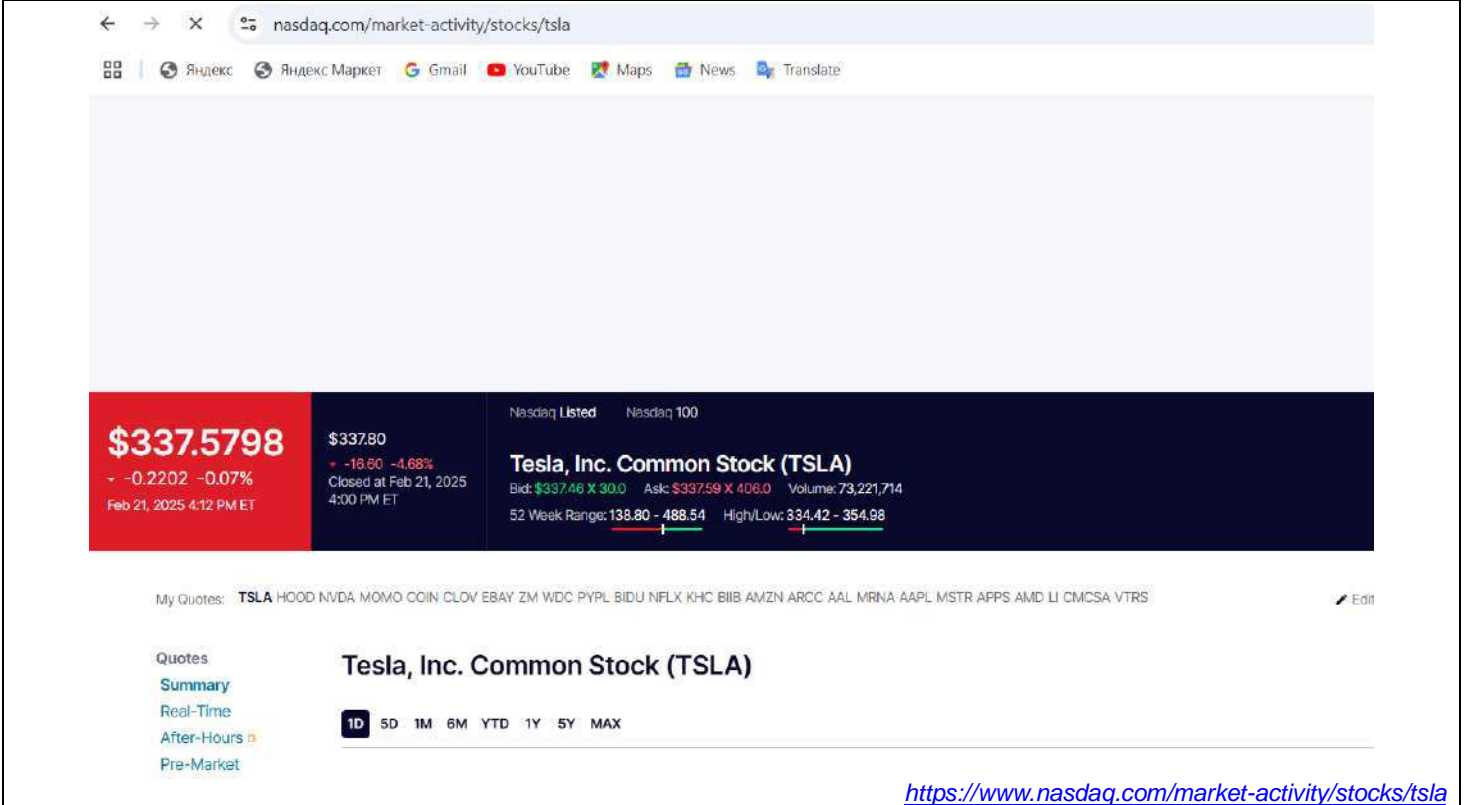 nasdaq.com/market-activity/stocks/tsla
Яндекс Яндекс Маркет Gmail YouTube Maps News Translate
Nasdaq Listed Nasdaq 100
$337.5798
-0.2202 -0.07%
Feb 21, 2025 4:12 PM ET
$337.80
-16.60 -4.68%
Closed at Feb 21, 2025
4:00 PM ET
Tesla, Inc. Common Stock (TSLA)
Bid: $337.46 X 30.0 Ask: $337.59 X 406.0 Volume: 73,221,714
52 Week Range: 138.80 - 488.54 High/Low: 334.42 - 354.98
My Quotes: TSLA HOOD NVDA MOMO COIN CLOV EBAY ZM WDC PYPL BIDU NFLX KHC BIIB AMZN ARCC AAL MRNA AAPL MSTR APPS AMD LI CMCSA VTRS
Edit
Quotes
Summary
Real-Time
After-Hours
Pre-Market
Tesla, Inc. Common Stock (TSLA)
1D 5D 1M 6M YTD 1Y 5Y MAX
https://www.nasdaq.com/market-activity/stocks/tsla